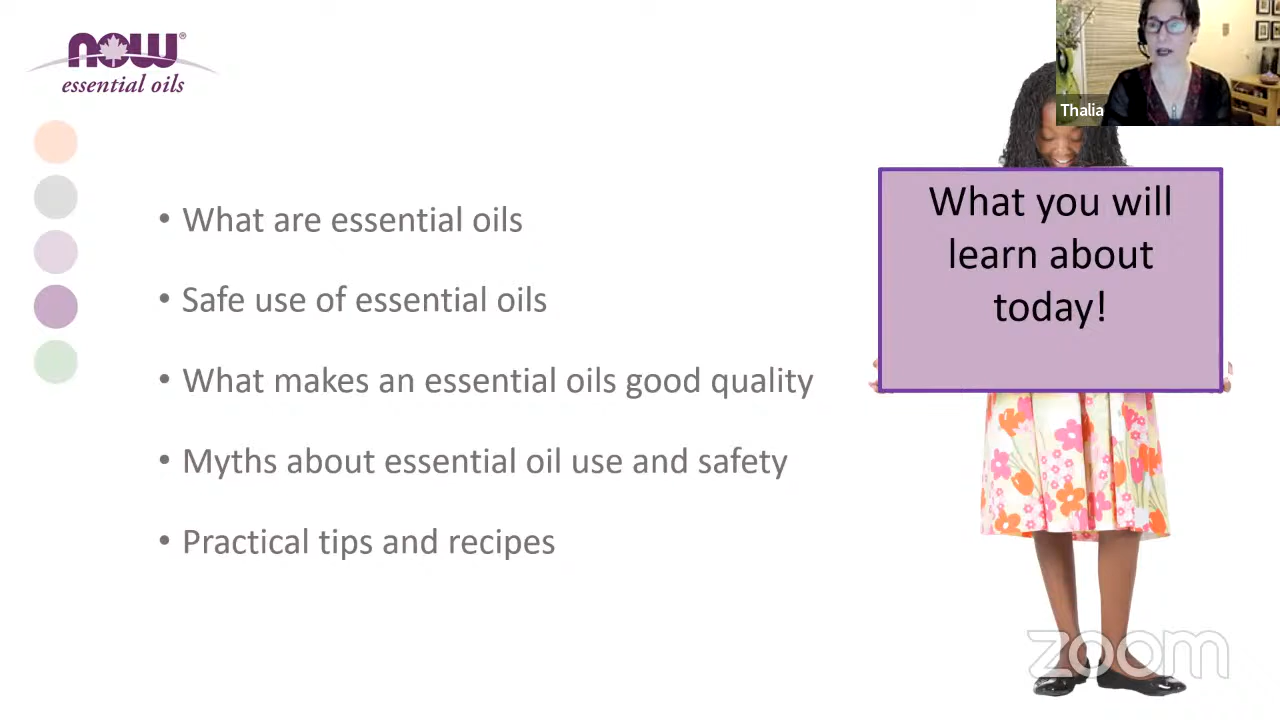 NOW®
essential oils
Thalia
What you will
learn about
today!
• What are essential oils
• Safe use of essential oils
• What makes an essential oils good quality
• Myths about essential oil use and safety
• Practical tips and recipes
zoom